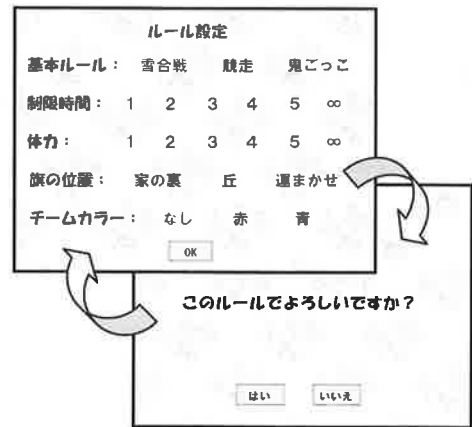 ルール設定
基本ルール： 雪合戦 競走 鬼ごっこ
制限時間： 1 2 3 4 5 ∞
体力： 1 2 3 4 5 ∞
旗の位置： 家の裏 丘 運まかせ
チームカラー： なし 赤 青
OK
このルールでよろしいですか？
はい いいえ